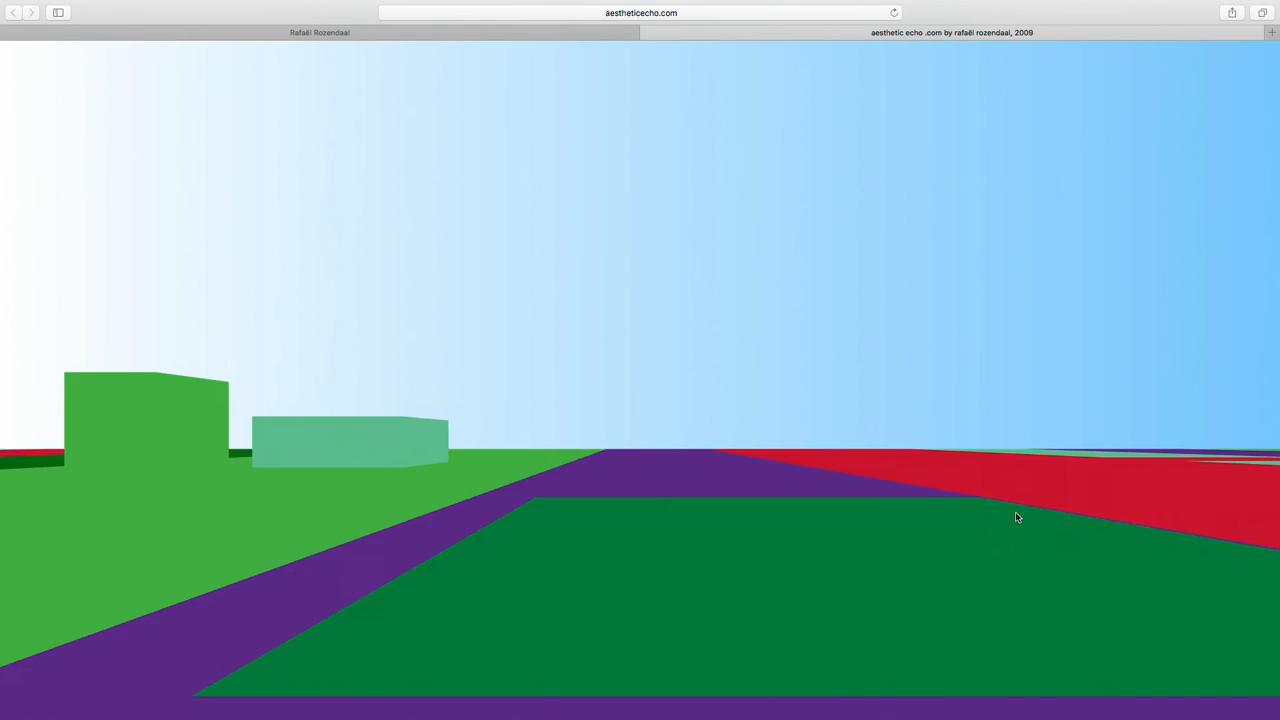 aestheticecho.com
Rafaël Rozendaal
aesthetic echo .com by rafaël rozendaal, 2009